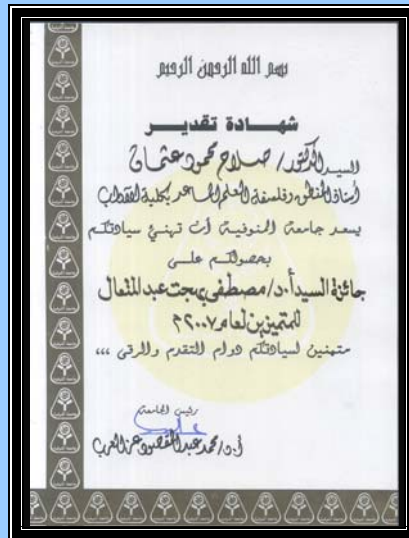 بسم الله الرحمن الرحيم
شهادة تقدير
السيد الدكتور/ صلاح محمود عثمان
أستاذ المنطق وفلسفة العلم المساعد بكلية الآداب
يسعد جامعة المنوفية أن تهنئ سيادتكم
بحصولكم على
جائزة السيد أ.د/ مصطفى بهجت عبد المتعال
للمتميزين لعام ٢٠٠٧م
متمنين لسيادتكم دوام التقدم والرقى ،،،
رئيس الجامعة
أ.د/ محمد عبد المقصود عز العرب